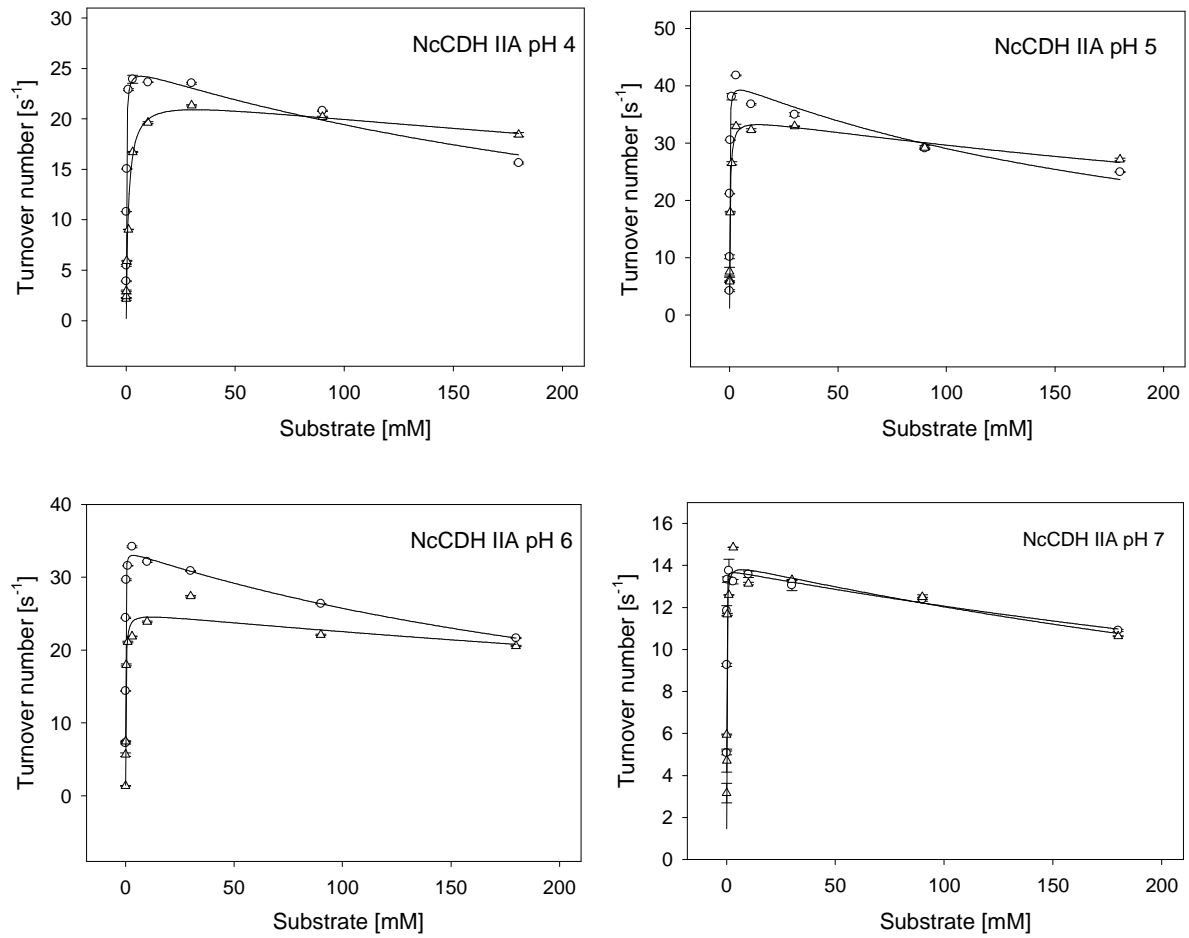 NcCDH IIA pH 4
Turnover number [s-1]
30
25
20
15
10
5
0
0 50 100 150 200
Substrate [mM]
NcCDH IIA pH 5
Turnover number [s-1]
50
40
30
20
10
0
0 50 100 150 200
Substrate [mM]
NcCDH IIA pH 6
Turnover number [s-1]
40
30
20
10
0
0 50 100 150 200
Substrate [mM]
NcCDH IIA pH 7
Turnover number [s-1]
16
14
12
10
8
6
4
2
0
0 50 100 150 200
Substrate [mM]